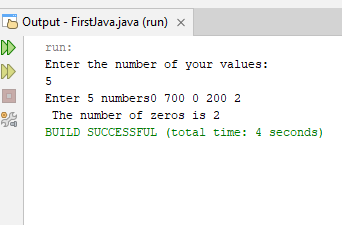 Output - FirstJava.java (run) ×
run:
Enter the number of your values:
5
Enter 5 numbers0 700 0 200 2
The number of zeros is 2
BUILD SUCCESSFUL (total time: 4 seconds)